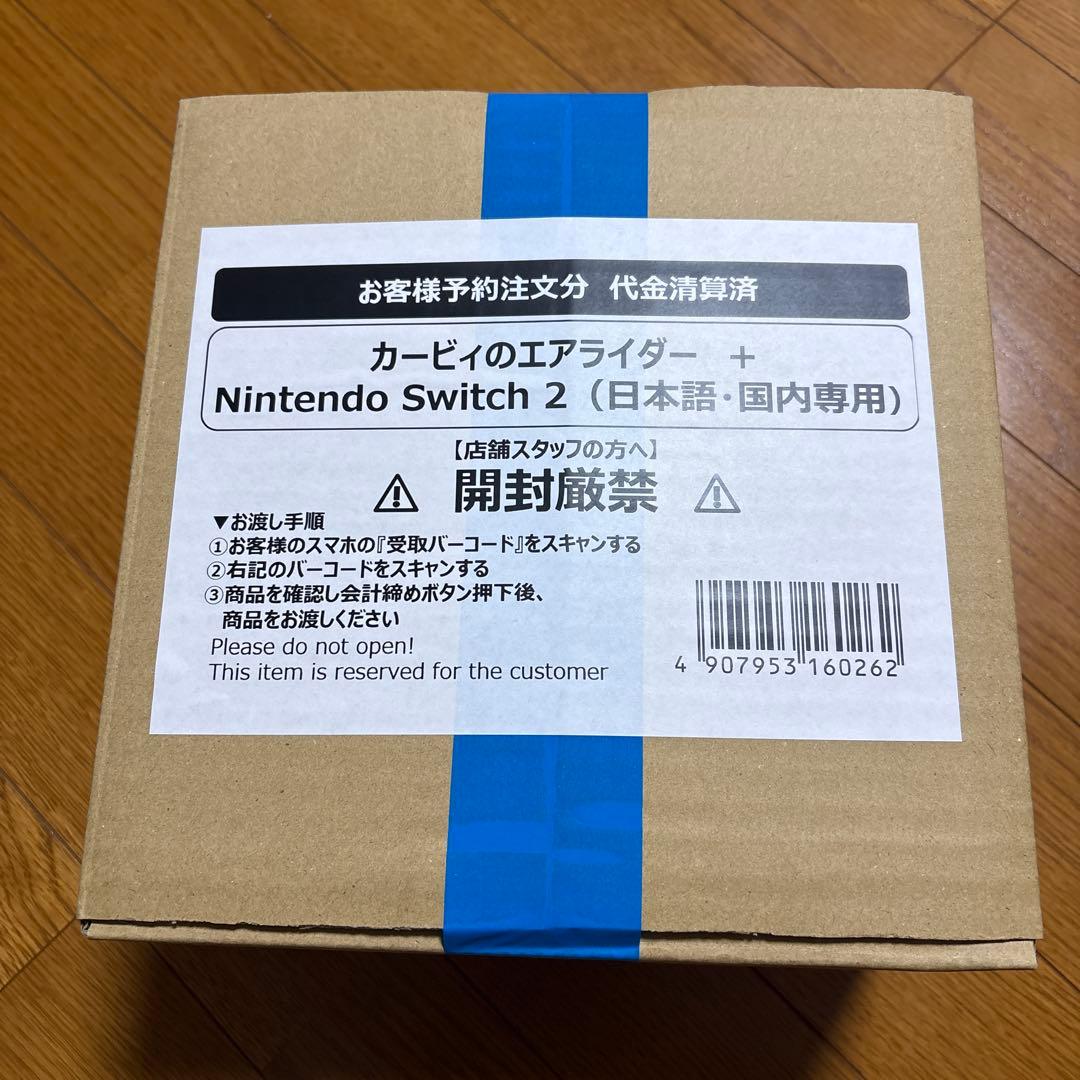 お客様予約注文分 代金清算済
カービィのエアライダー +
Nintendo Switch 2(日本語・国内専用)
【店舗スタッフの方へ】
開封厳禁
▼お渡し手順
①お客様のスマホの『受取バーコード』をスキャンする
②右記のバーコードをスキャンする
③商品を確認し会計締めボタン押下後、
商品をお渡しください
Please do not open!
This item is reserved for the customer
4 907953 160262